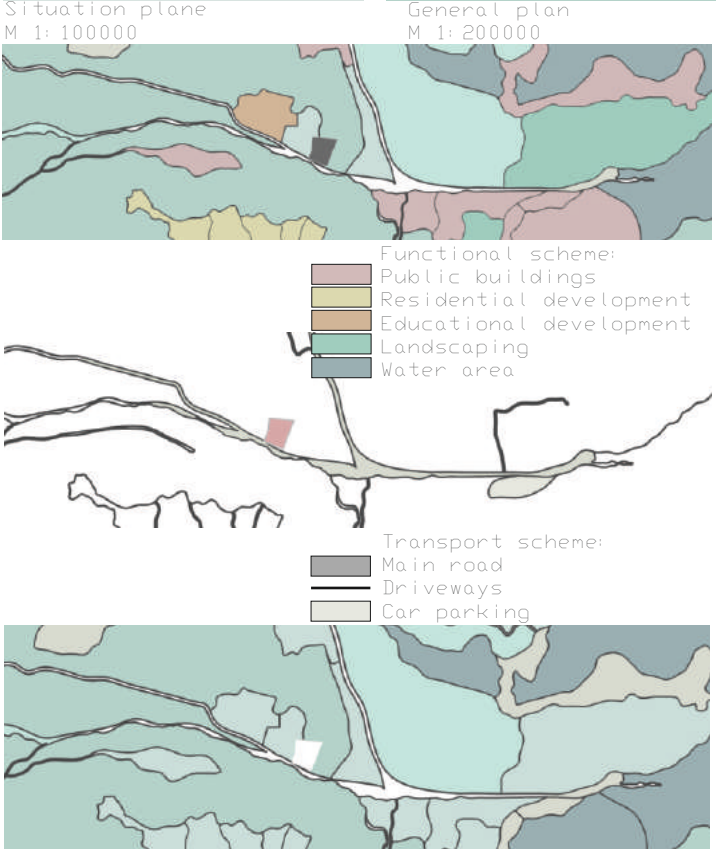 Situation plane
M 1:100000
General plan
M 1:200000
Functional scheme:
Public buildings
Residential development
Educational development
Landscaping
Water area
Transport scheme:
Main road
Driveways
Car parking